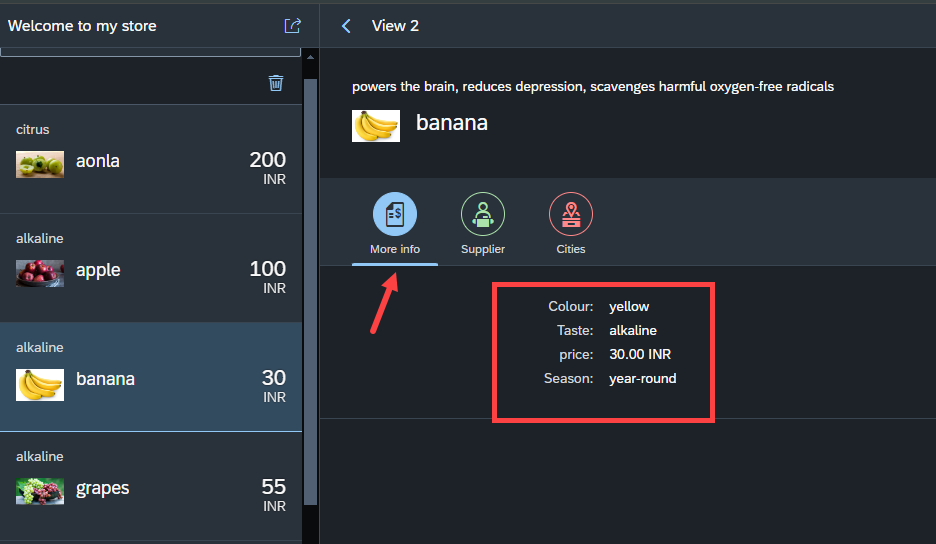 Welcome to my store
citrus
aonla
200
INR
alkaline
apple
100
INR
alkaline
banana
30
INR
alkaline
grapes
55
INR
View 2
powers the brain, reduces depression, scavenges harmful oxygen-free radicals
banana
More info
Supplier
Cities
Colour: yellow
Taste: alkaline
price: 30.00 INR
Season: year-round